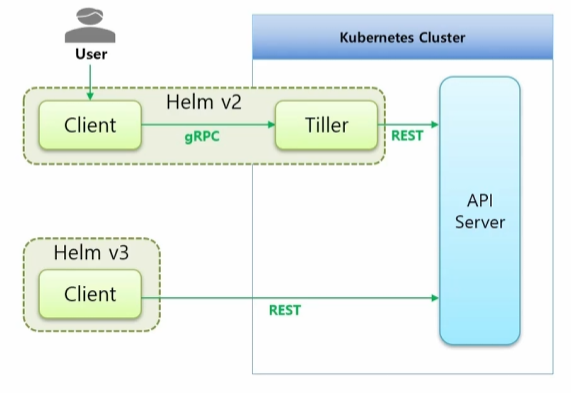 User
Kubernetes Cluster
Helm v2
Client
gRPC
Tiller
REST
API
Server
Helm v3
Client
REST